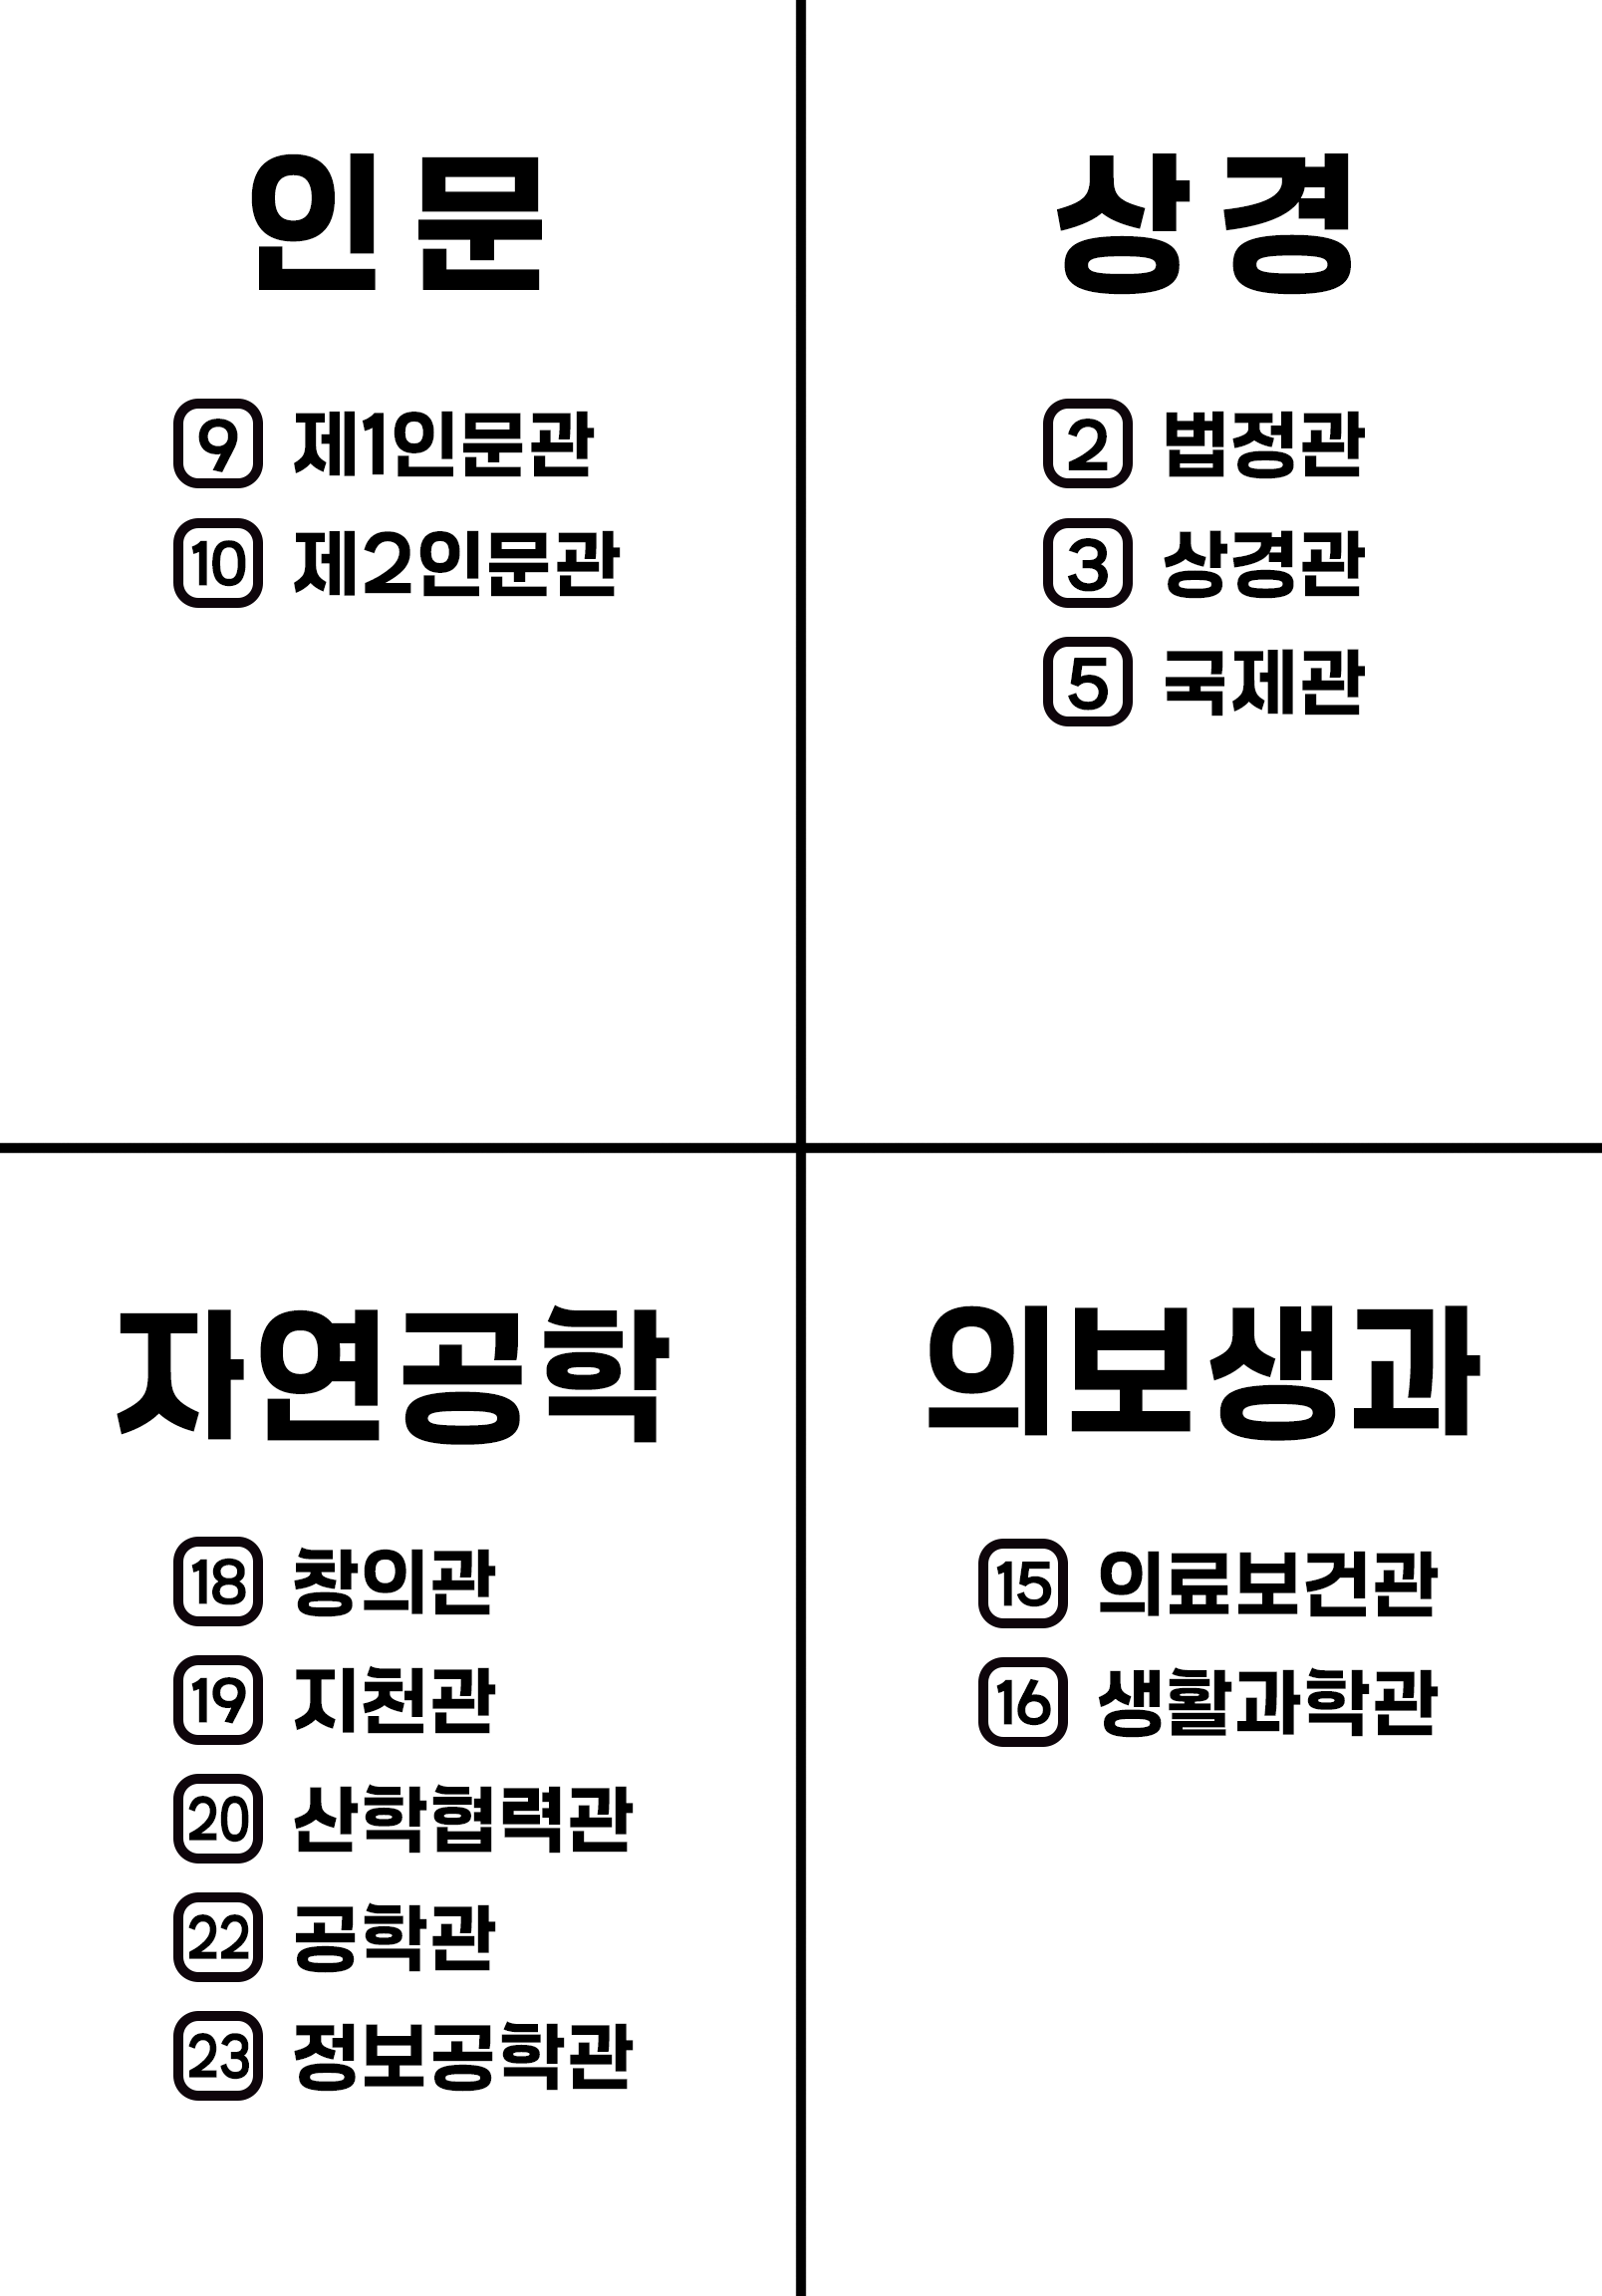 인문
9 제1인문관
10 제2인문관
상경
2 법정관
3 상경관
5 국제관
자연공학
18 창의관
19 지천관
20 산학협력관
22 공학관
23 정보공학관
의보생과
15 의료보건관
16 생활과학관